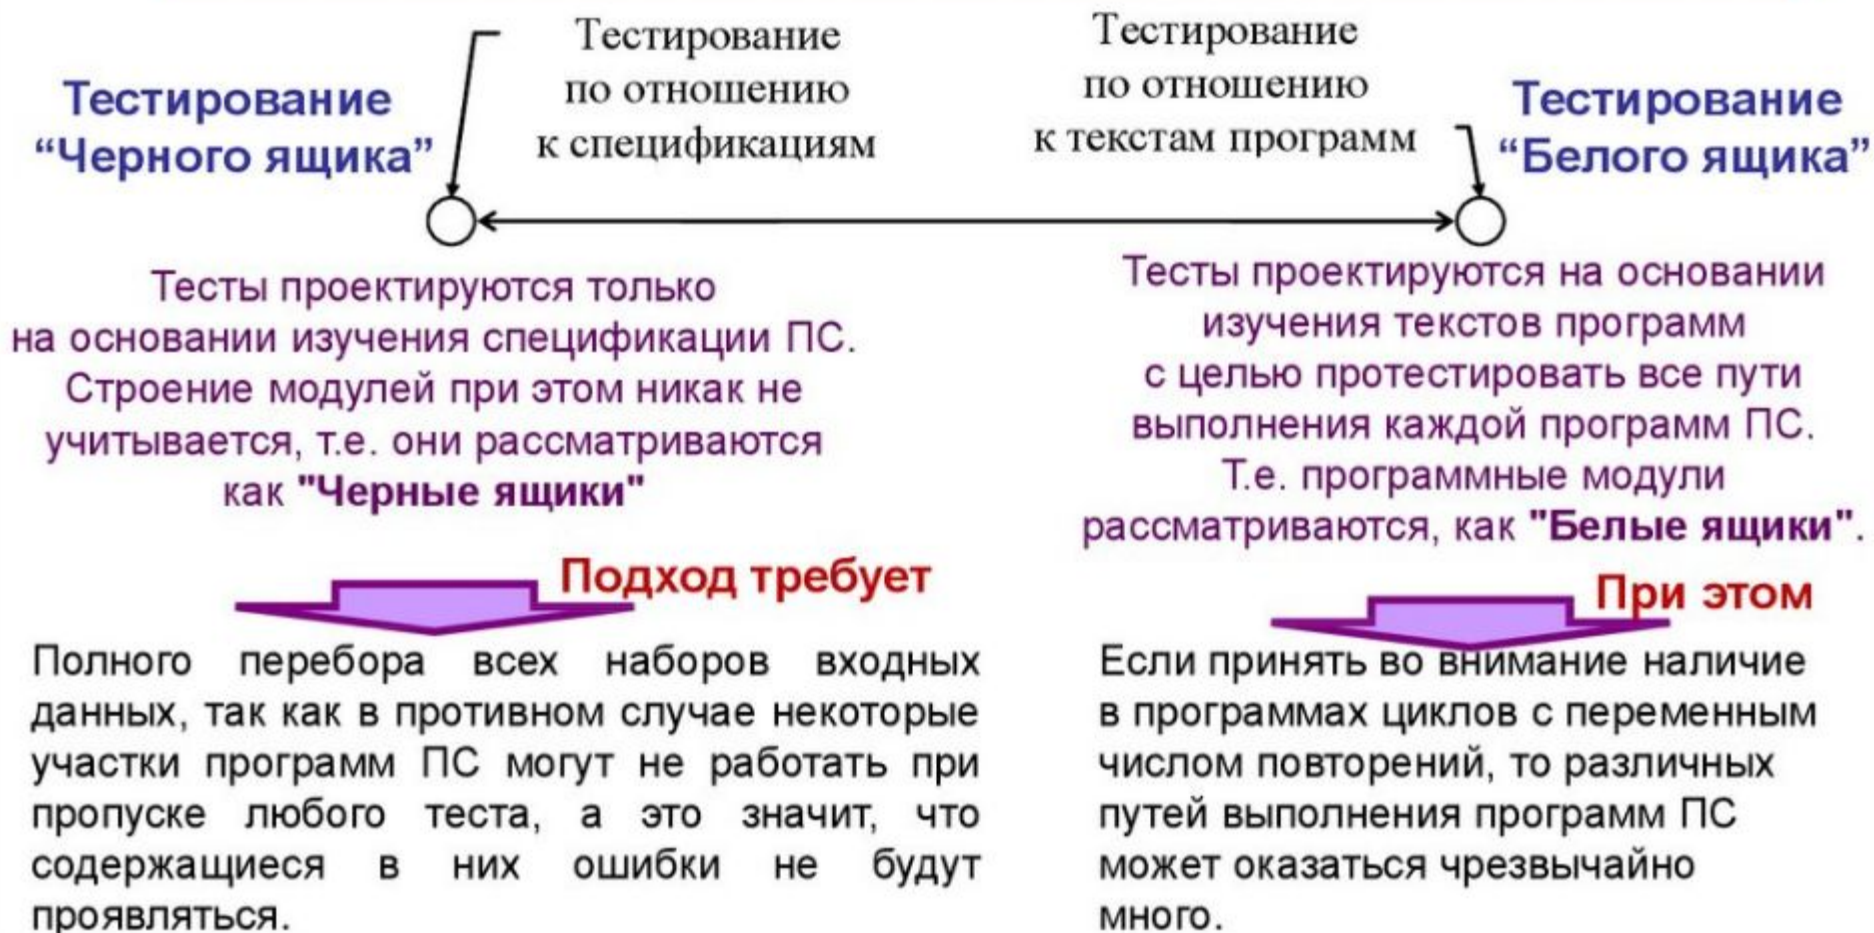 Тестирование
“Черного ящика”
Тестирование
по отношению
к спецификациям
Тестирование
по отношению
к текстам программ
Тестирование
“Белого ящика”
Тесты проектируются только
на основании изучения спецификации ПС.
Строение модулей при этом никак не
учитывается, т.е. они рассматриваются
как "Черные ящики"
Подход требует
Полного перебора всех наборов входных
данных, так как в противном случае некоторые
участки программ ПС могут не работать при
пропуске любого теста, а это значит, что
содержащиеся в них ошибки не будут
проявляться.
Тесты проектируются на основании
изучения текстов программ
с целью протестировать все пути
выполнения каждой программ ПС.
Т.е. программные модули
рассматриваются, как "Белые ящики".
При этом
Если принять во внимание наличие
в программах циклов с переменным
числом повторений, то различных
путей выполнения программ ПС
может оказаться чрезвычайно
много.